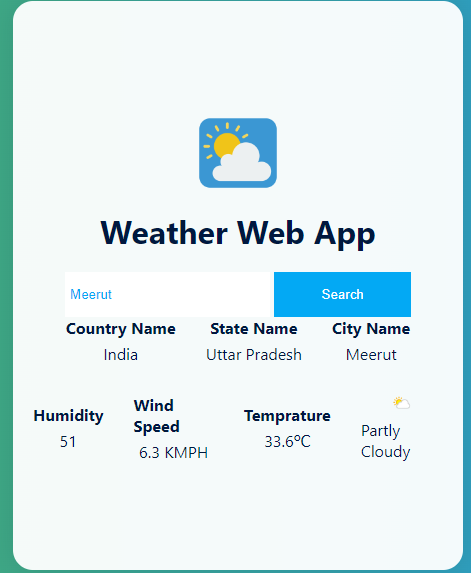 Weather Web App
Meerut
Search
Country Name State Name City Name
India Uttar Pradesh Meerut
Humidity
51
Wind
Speed
6.3 KMPH
Temprature
33.6°C
Partly
Cloudy